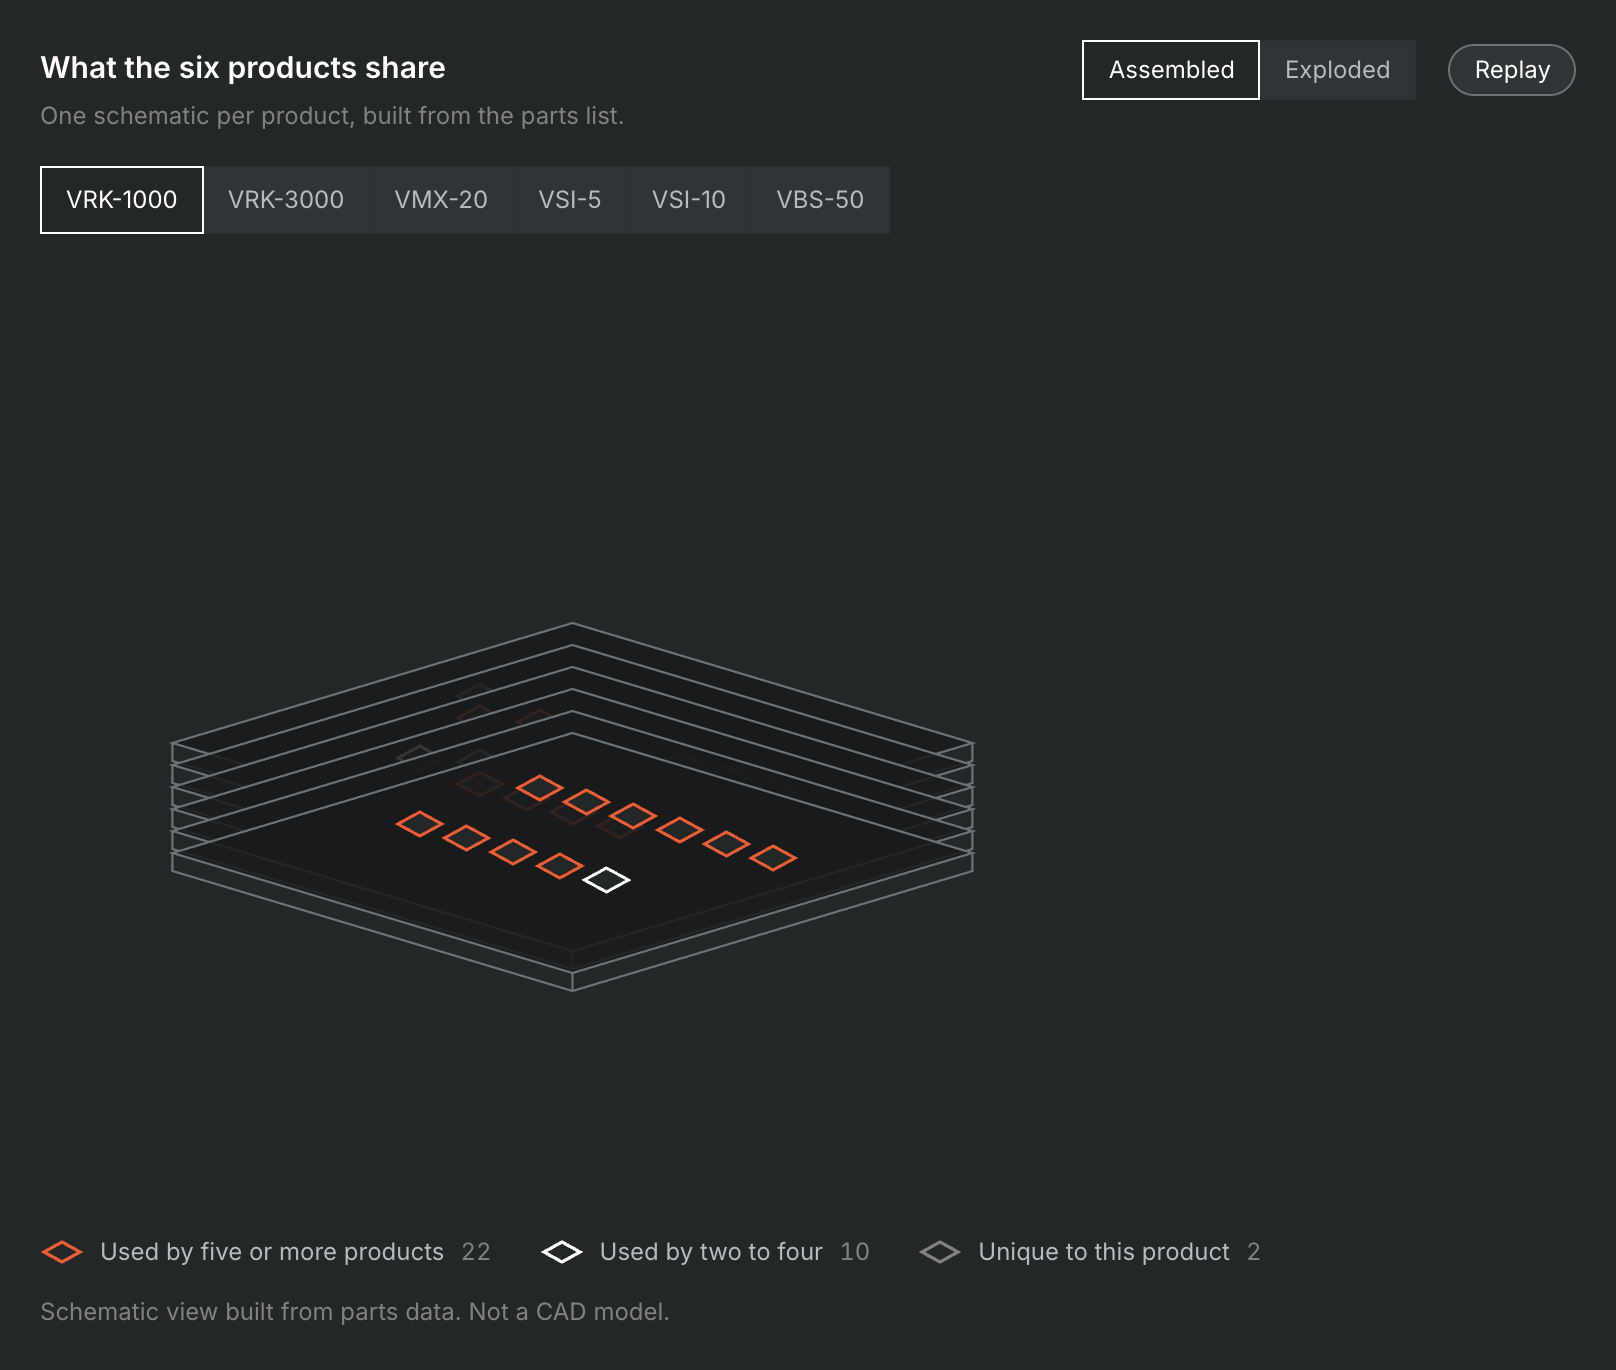 What the six products share
Assembled Exploded Replay
One schematic per product, built from the parts list.
VRK-1000 VRK-3000 VMX-20 VSI-5 VSI-10 VBS-50
Used by five or more products 22 Used by two to four 10 Unique to this product 2
Schematic view built from parts data. Not a CAD model.